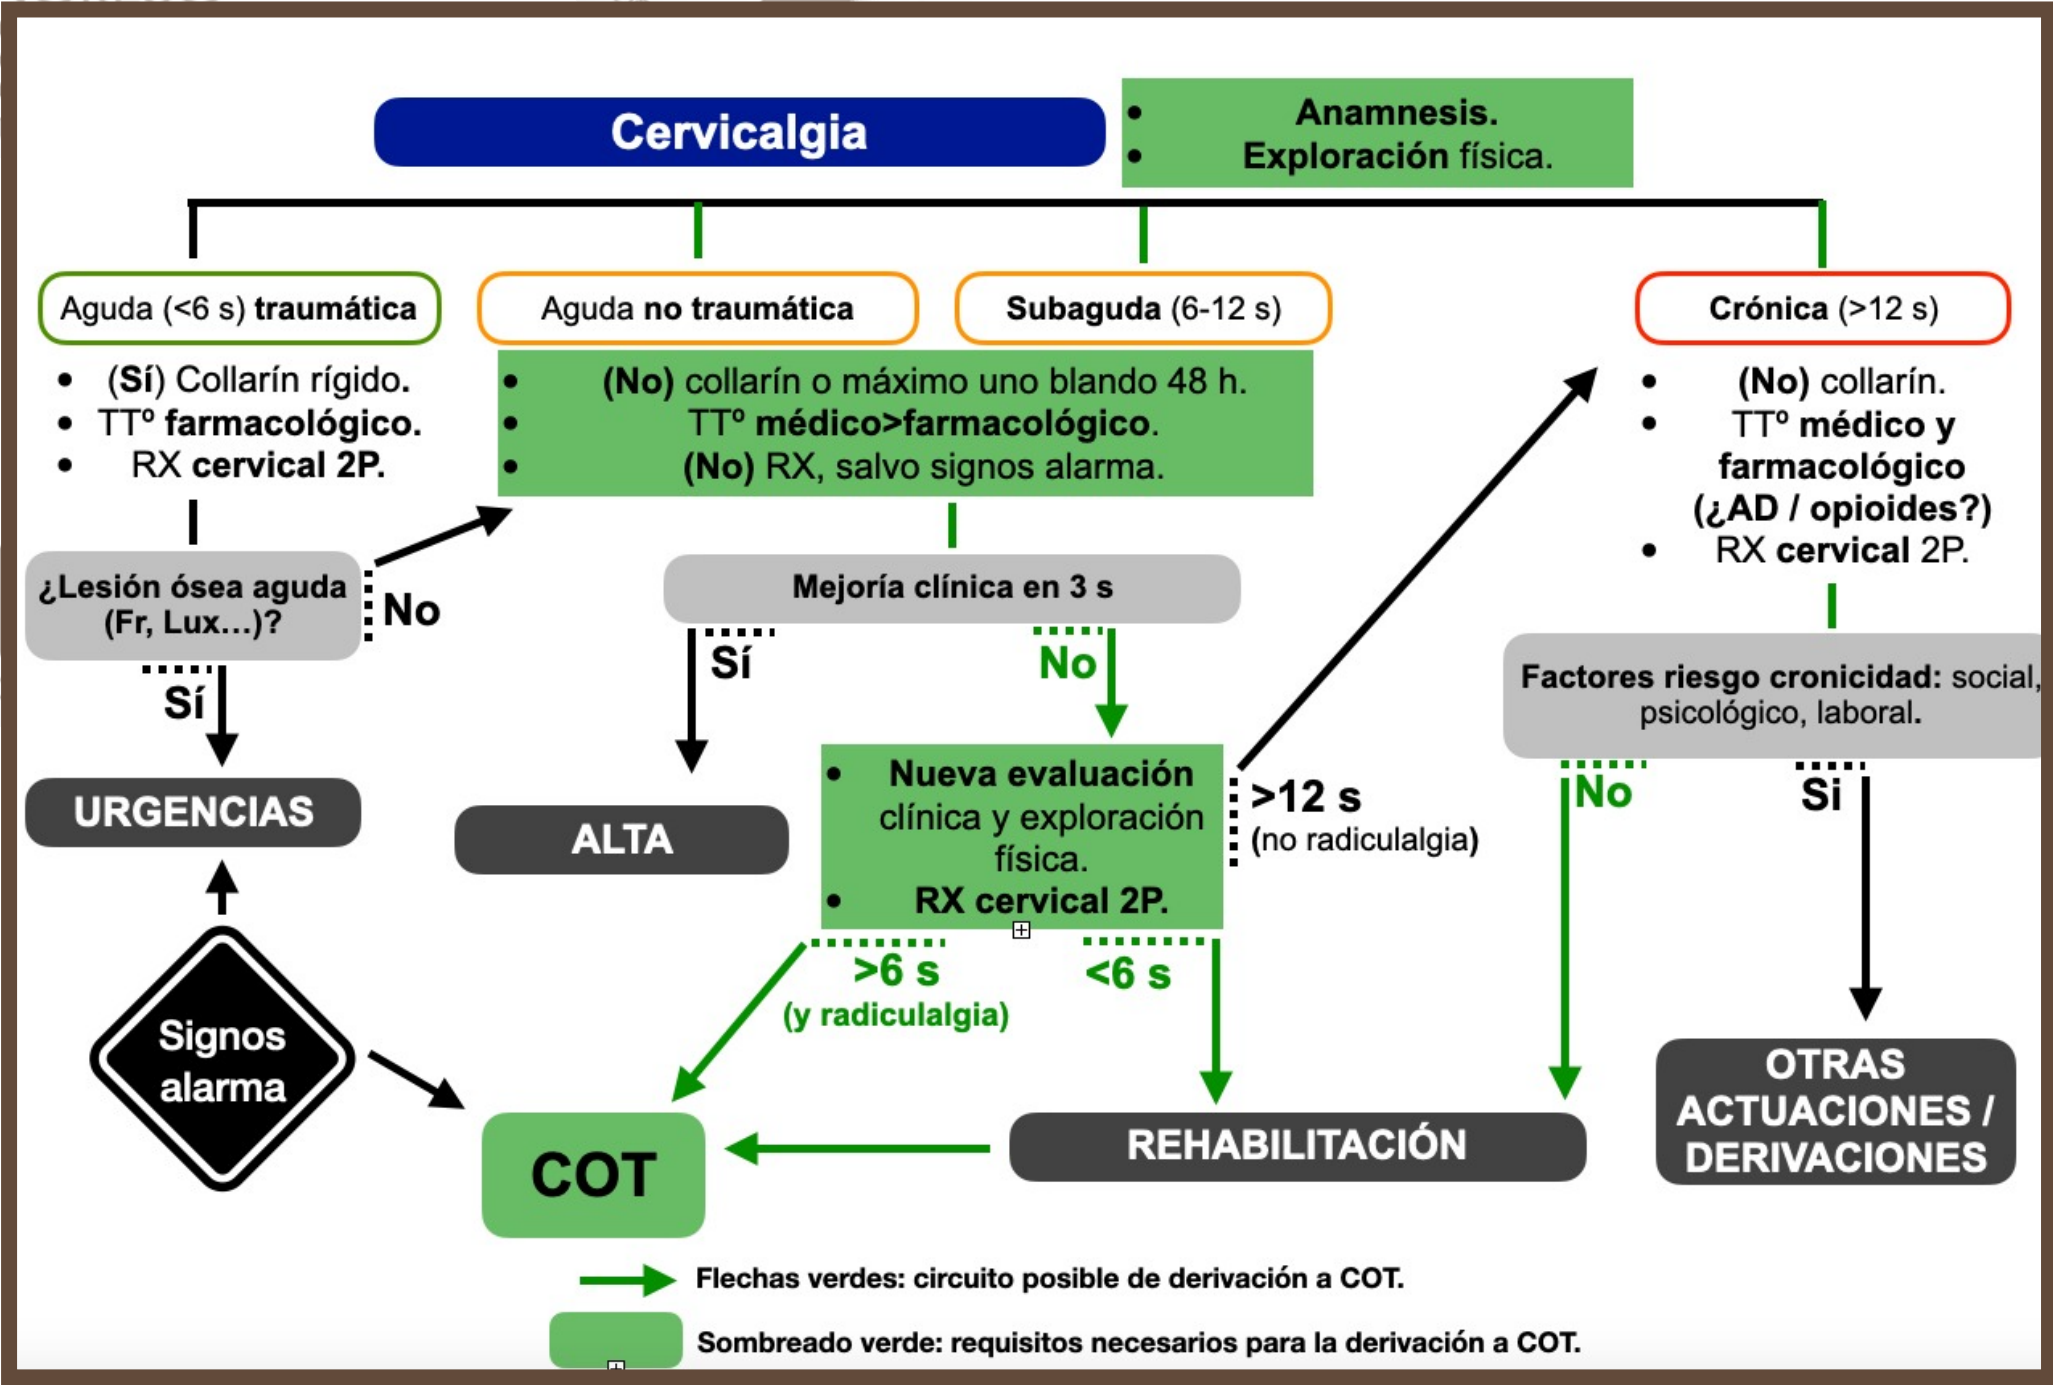 Cervicalgia
• Anamnesis.
• Exploración física.
Aguda (<6 s) traumática
• (Sí) Collarín rígido.
• TTº farmacológico.
• RX cervical 2P.
¿Lesión ósea aguda
(Fr, Lux...)?
No
Sí
URGENCIAS
Signos
alarma
Aguda no traumática
Subaguda (6-12 s)
• (No) collarín o máximo uno blando 48 h.
• TTº médico>farmacológico.
• (No) RX, salvo signos alarma.
Mejoría clínica en 3 s
Sí
No
ALTA
• Nueva evaluación
clínica y exploración
física.
• RX cervical 2P.
>12 s
(no radiculalgia)
>6 s
(y radiculalgia)
<6 s
COT
REHABILITACIÓN
Crónica (>12 s)
• (No) collarín.
• TTº médico y
farmacológico
(¿AD / opioides?)
• RX cervical 2P.
Factores riesgo cronicidad: social,
psicológico, laboral.
No
Si
OTRAS
ACTUACIONES /
DERIVACIONES
Flechas verdes: circuito posible de derivación a COT.
Sombreado verde: requisitos necesarios para la derivación a COT.